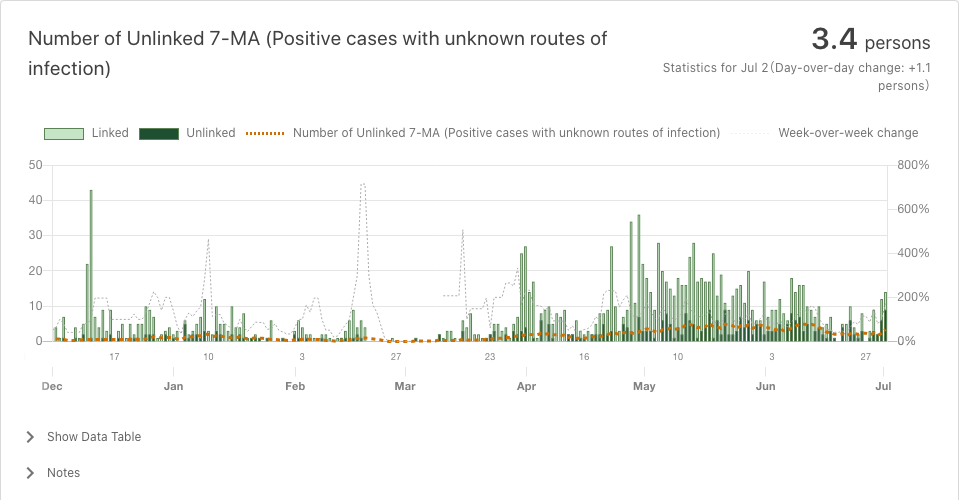 Number of Unlinked 7-MA (Positive cases with unknown routes of
infection)
3.4 persons
Statistics for Jul 2(Day-over-day change: +1.1
persons)
Linked
Unlinked
Number of Unlinked 7-MA (Positive cases with unknown routes of infection)
Week-over-week change
50
40
30
20
10
0
800%
600%
400%
200%
0%
17
10
3
27
23
16
10
3
27
Dec
Jan
Feb
Mar
Apr
May
Jun
Jul
Show Data Table
Notes